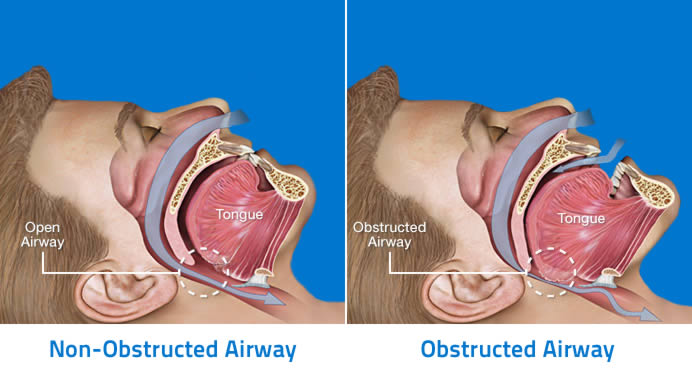 Tongue
Open
Airway
Non-Obstructed Airway
Tongue
Obstructed
Airway
Obstructed Airway